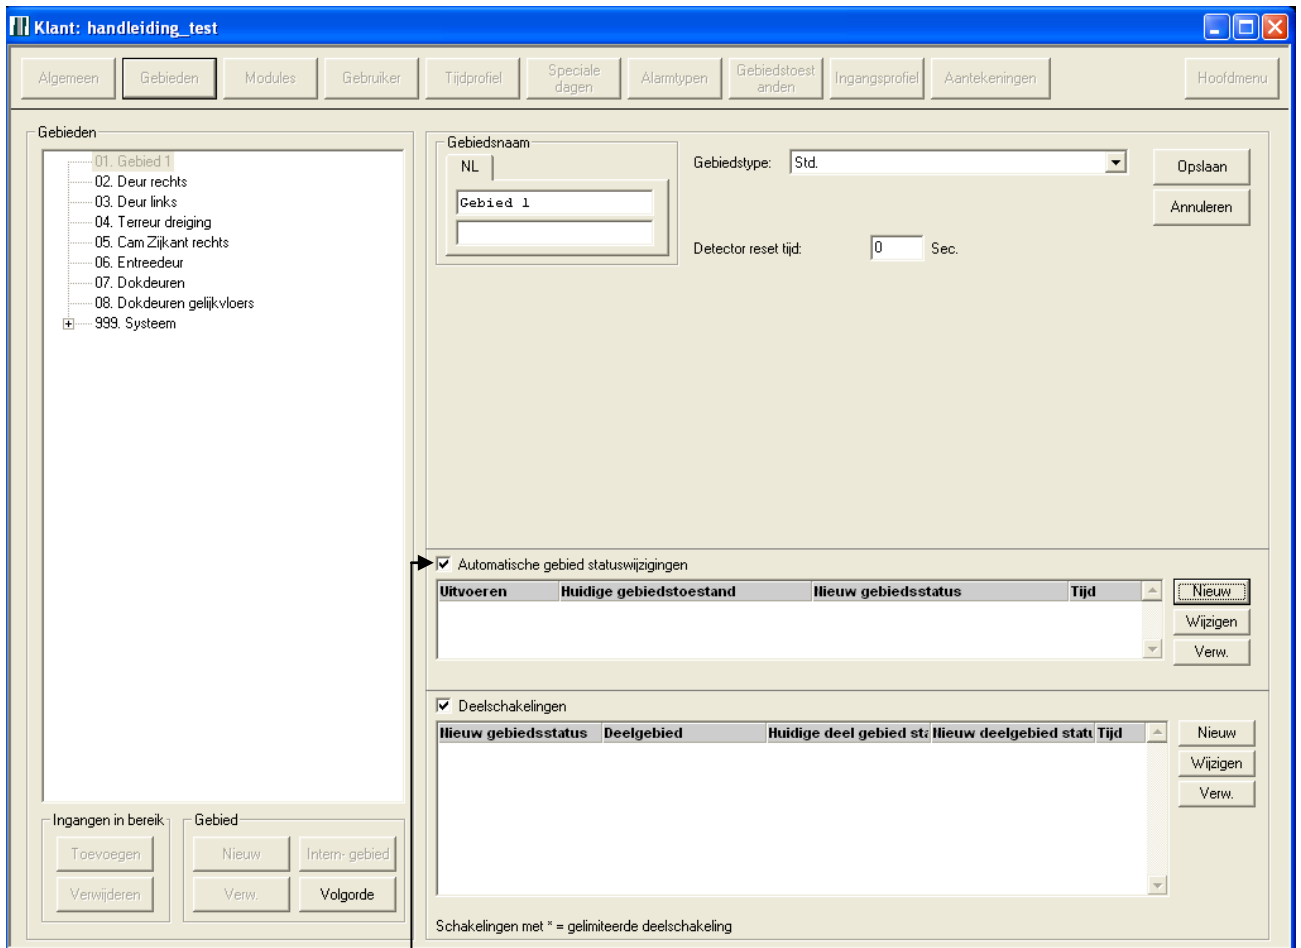 Klant: handleiding_test
Algemeen
Gebieden
Modules
Gebruiker
Tijdprofiel
Speciale
dagen
Alarmtypen
Gebiedstoest
anden
Ingangsprofiel
Aantekeningen
Hoofdmenu
Gebieden
01. Gebied 1
02. Deur rechts
03. Deur links
04. Terreur dreiging
05. Cam Zijkant rechts
06. Entreedeur
07. Dokdeuren
08. Dokdeuren gelijkvloers
999. Systeem
Ingangen in bereik
Toevoegen
Verwijderen
Gebied
Nieuw
Intern- gebied
Verw.
Volgorde
Gebiedsnaam
NL
Gebied 1
Gebiedstype:
Std.
Detector reset tijd:
0
Sec.
Opslaan
Annuleren
Automatische gebied statuswijzigingen
Uitvoeren
Huidige gebiedstoestand
Nieuw gebiedsstatus
Tijd
Nieuw
Wijzigen
Verw.
Deelschakelingen
Nieuw gebiedsstatus
Deelgebied
Huidige deel gebied sta
Nieuw deelgebied statu
Tijd
Nieuw
Wijzigen
Verw.
Schakelingen met * = gelimiteerde deelschakeling